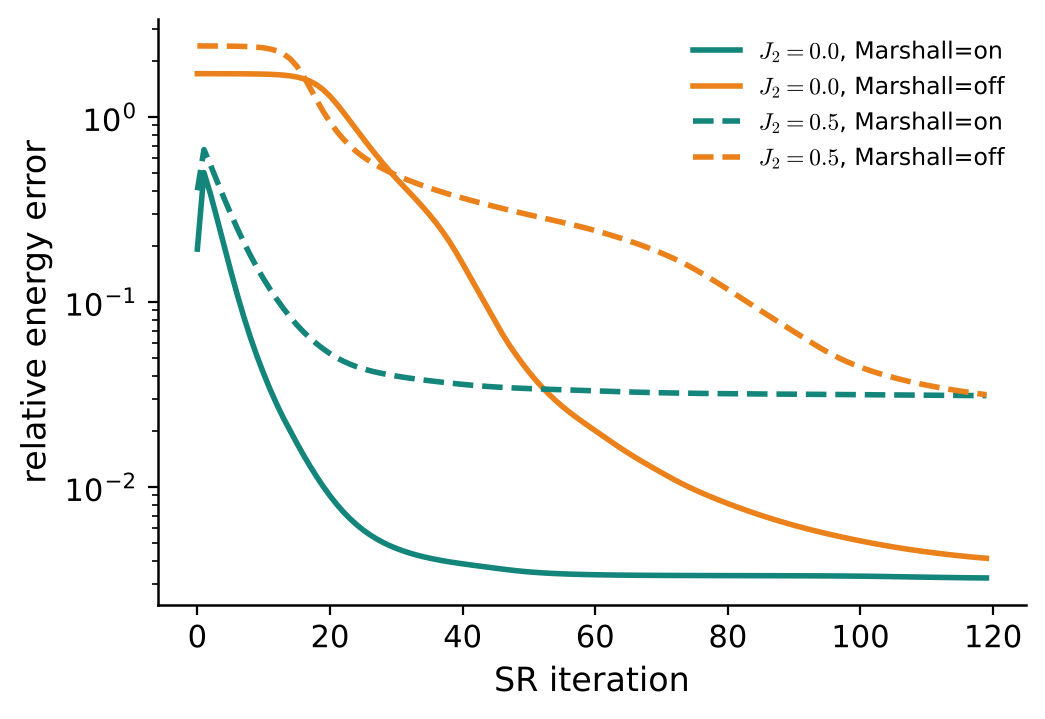 J₂ = 0.0, Marshall=on
J₂ = 0.0, Marshall=off
J₂ = 0.5, Marshall=on
J₂ = 0.5, Marshall=off
relative energy error
10⁰
10⁻¹
10⁻²
0 20 40 60 80 100 120
SR iteration